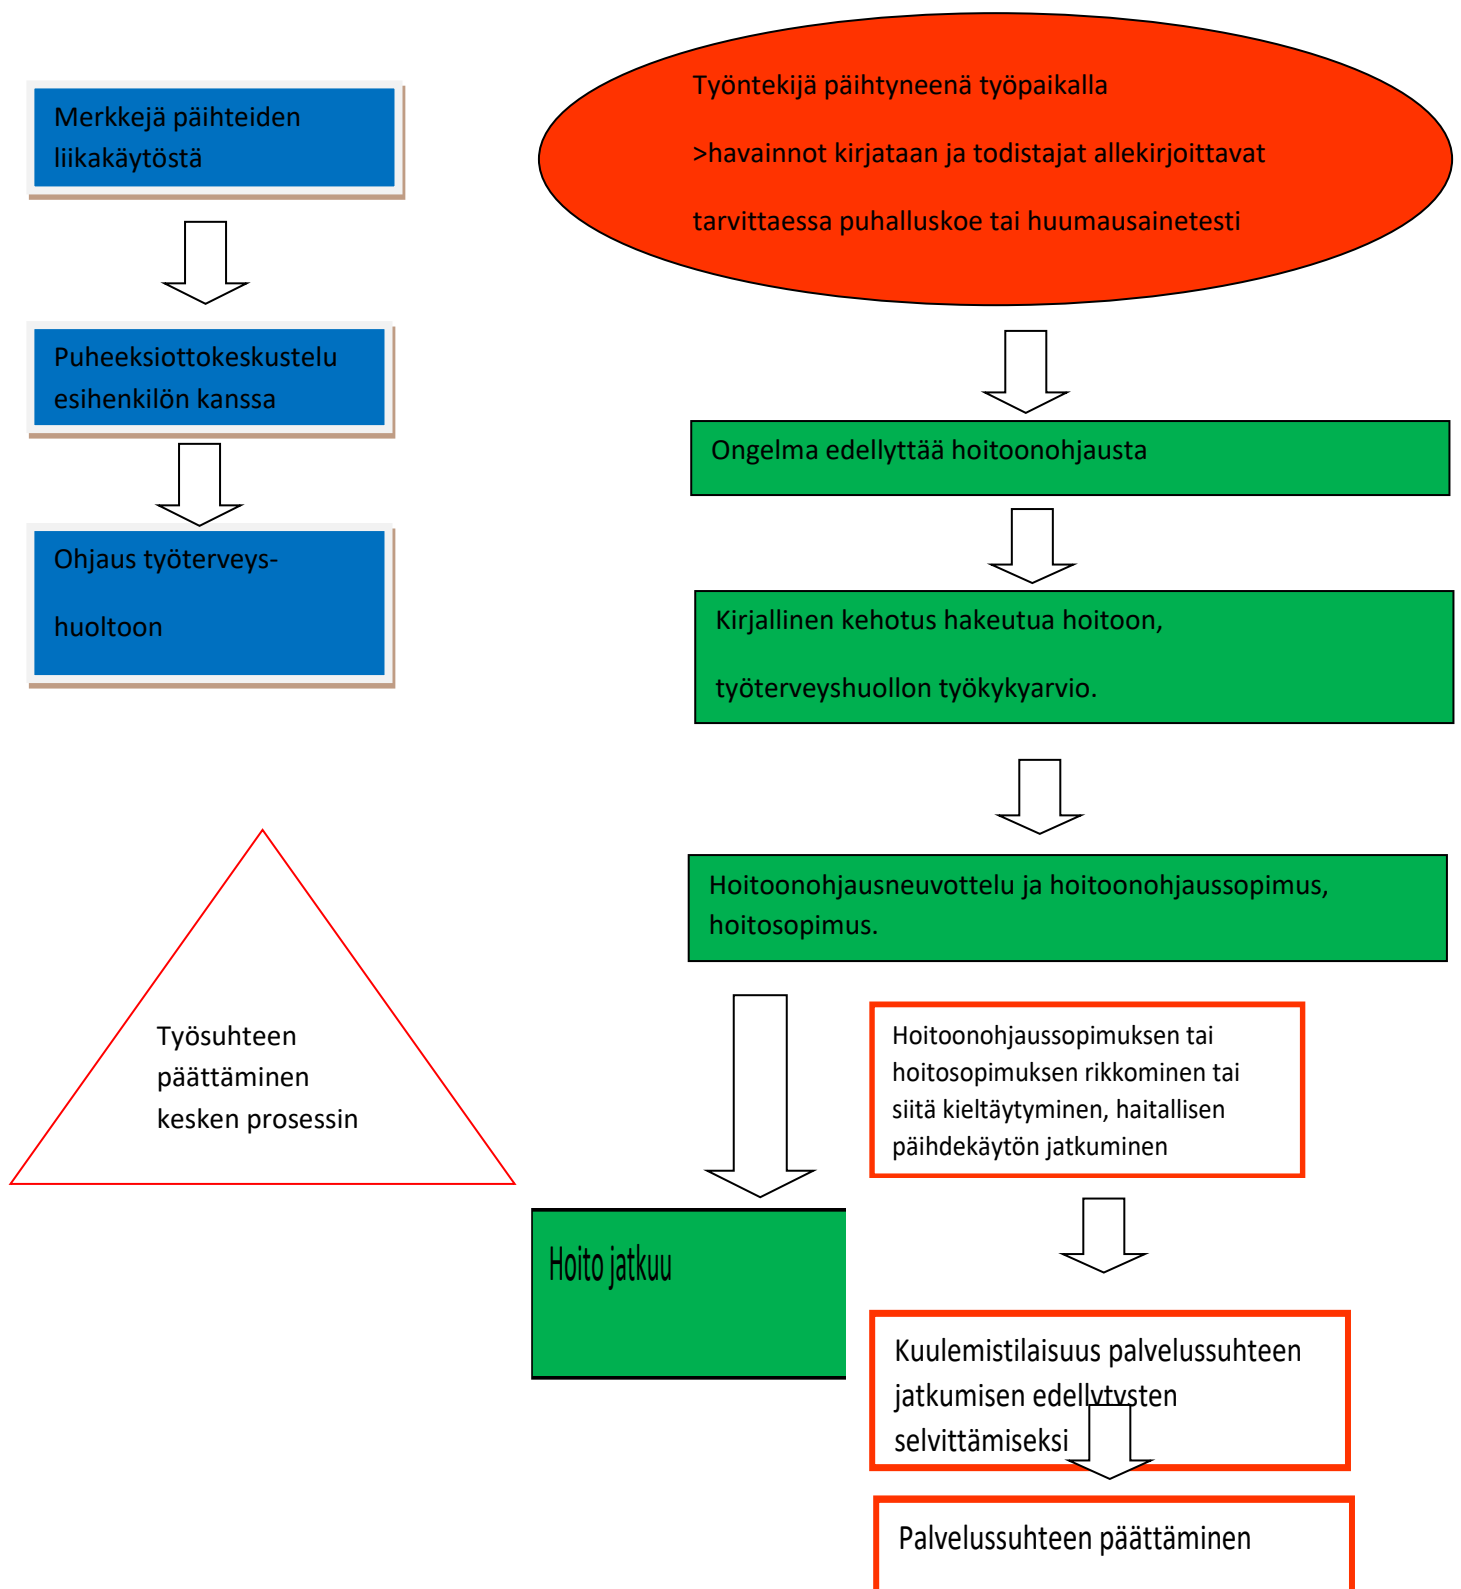 Merkkejä päihteiden
liikakäytöstä
Puheeksiottokeskustelu
esihenkilön kanssa
Ohjaus työterveys-
huoltoon
Työntekijä päihtyneenä työpaikalla
>havainnot kirjataan ja todistajat allekirjoittavat
tarvittaessa puhalluskoe tai huumausainetesti
Ongelma edellyttää hoitoonohjausta
Kirjallinen kehotus hakeutua hoitoon,
työterveyshuollon työkykyarvio.
Hoitoonohjausneuvottelu ja hoitoonohjaussopimus,
hoitosopimus.
Työsuhteen
päättäminen
kesken prosessin
Hoitoonohjaussopimuksen tai
hoitosopimuksen rikkominen tai
siitä kieltäytyminen, haitallisen
päihdekäytön jatkuminen
Hoito jatkuu
Kuulemistilaisuus palvelussuhteen
jatkumisen edellytysten
selvittämiseksi
Palvelussuhteen päättäminen